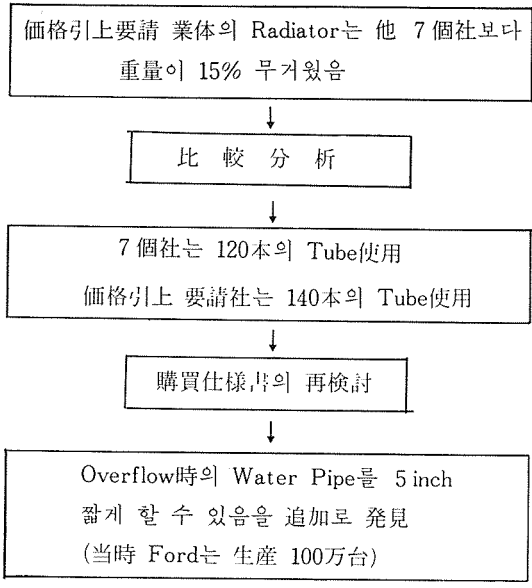 価格引上要請 業体의 Radiator는 他 7個社보다
重量이 15% 무거웠음
比 較 分 析
7個社는 120本의 Tube使用
価格引上 要請社는 140本의 Tube使用
購買仕様書의 再検討
Overflow時의 Water Pipe를 5 inch
짧게 할 수 있음을 追加로 発見
(当時 Ford는 生産 100万台)